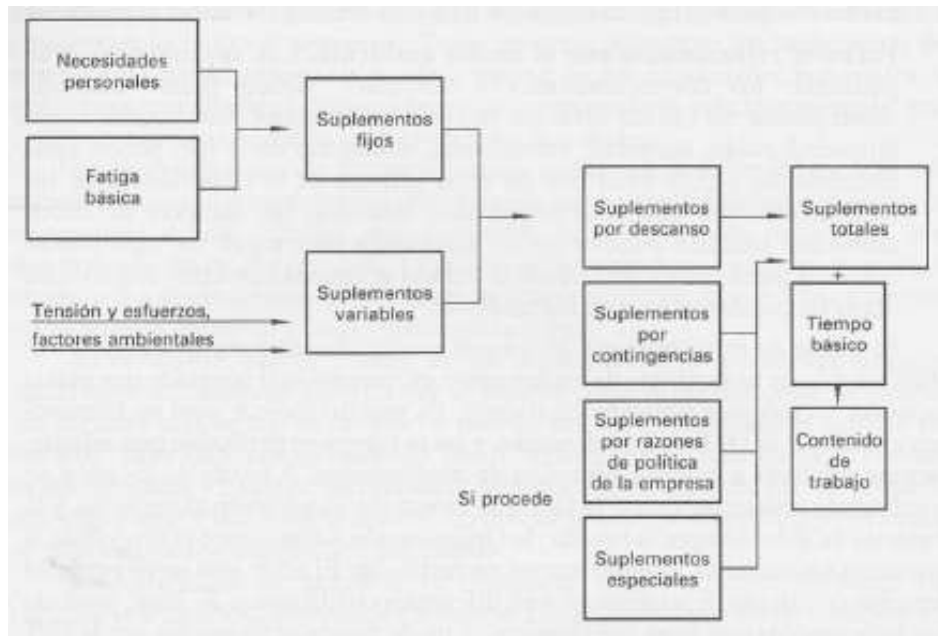 Necesidades
personales
Fatiga
básica
Tensión y esfuerzos,
factores ambientales
Suplementos
fijos
Suplementos
variables
Suplementos
por descanso
Suplementos
por
contingencias
Suplementos
por razones
de política
de la empresa
Si procede
Suplementos
especiales
Suplementos
totales
+
Tiempo
básico
Contenido
de
trabajo